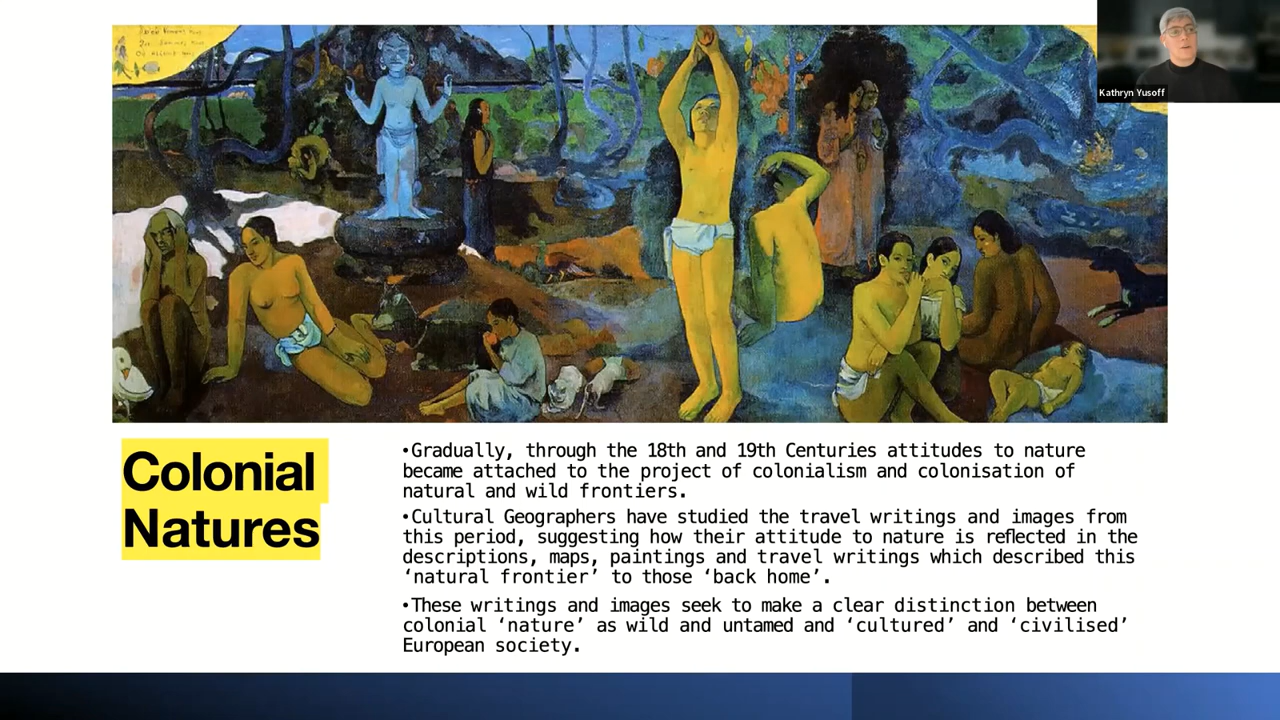 Kathryn Yusoff
Colonial
Natures
•Gradually, through the 18th and 19th Centuries attitudes to nature
became attached to the project of colonialism and colonisation of
natural and wild frontiers.
•Cultural Geographers have studied the travel writings and images from
this period, suggesting how their attitude to nature is reflected in the
descriptions, maps, paintings and travel writings which described this
‘natural frontier’ to those ‘back home’.
•These writings and images seek to make a clear distinction between
colonial ‘nature’ as wild and untamed and ‘cultured’ and ‘civilised’
European society.